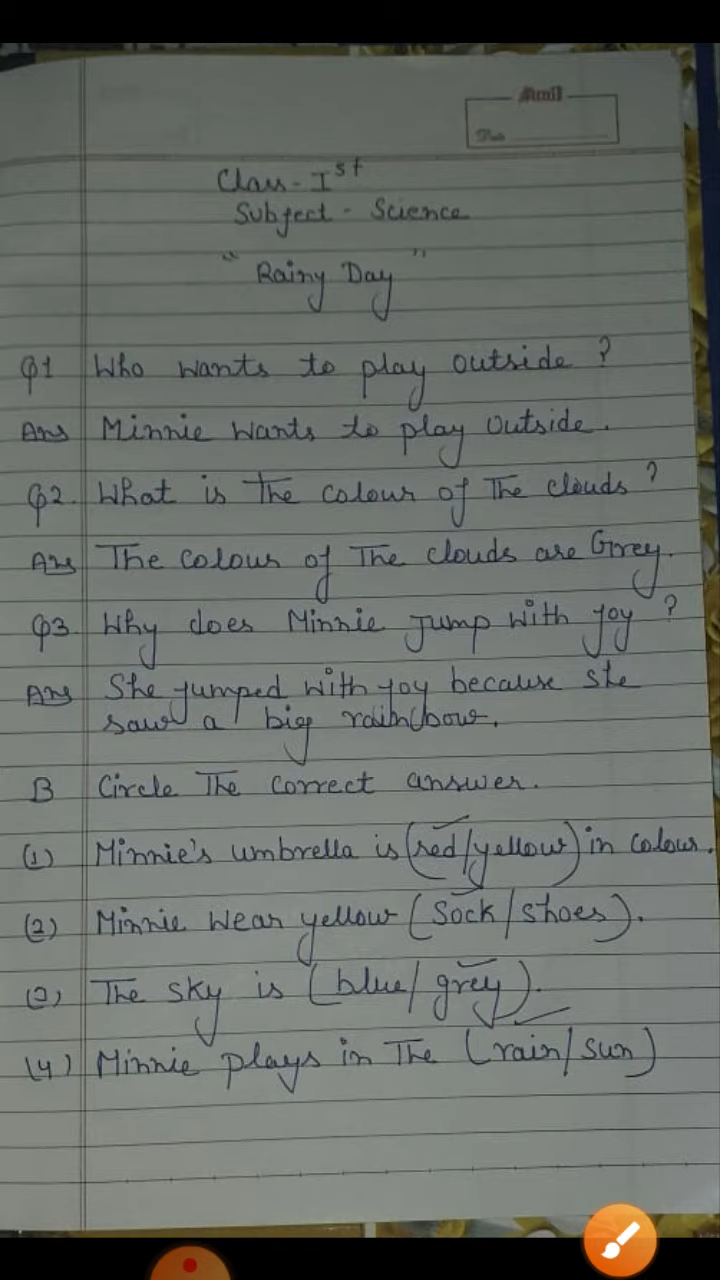 Amil
Date
Class - Ist
Subject - Science
" Rainy Day "
Q1 Who wants to play outside ?
Ans Minnie wants to play outside.
Q2. What is the colour of The clouds ?
Ans The colour of The clouds are Grey.
Q3 Why does Minnie jump with joy ?
Ans She jumped with joy because she
saw a big rainbow.
B Circle The correct answer.
(1) Minnie's umbrella is (red/yellow) in colour.
(2) Minnie wear yellow (sock/shoes).
(3) The sky is (blue/grey).
(4) Minnie plays in The (rain/sun)